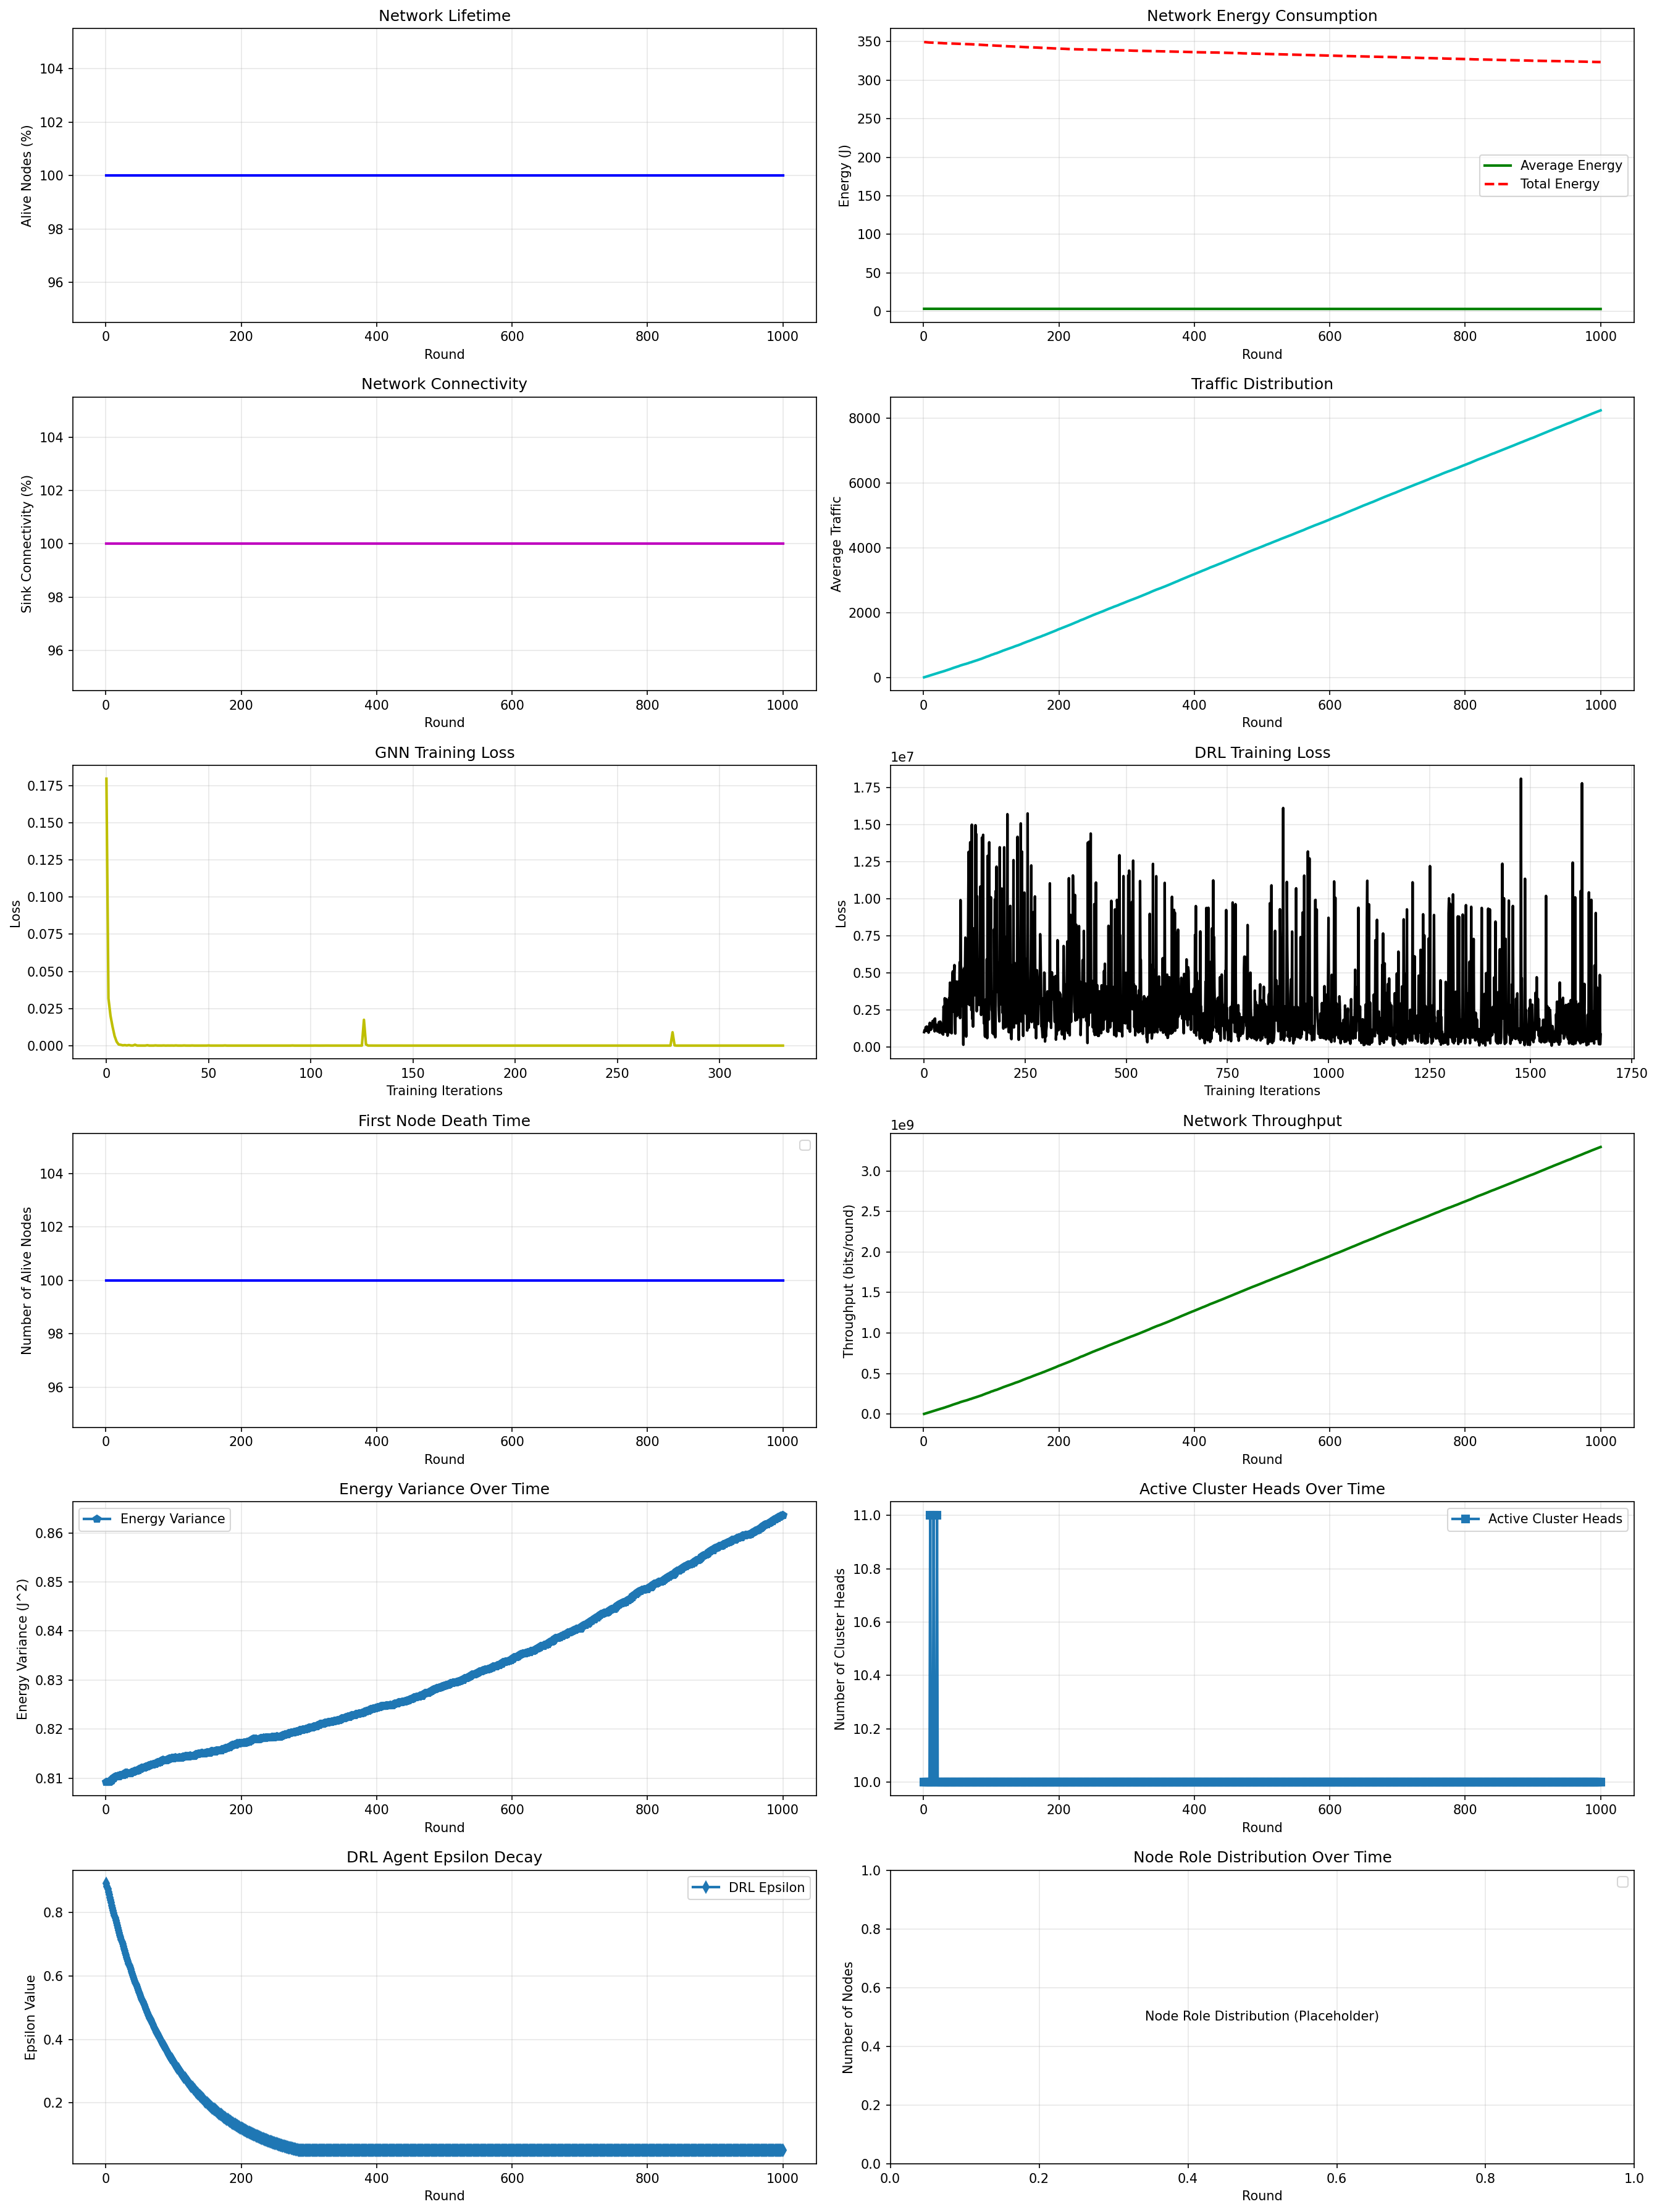 Network Lifetime
Alive Nodes (%)
104
102
100
98
96
0 200 400 600 800 1000
Round
Network Energy Consumption
Energy (J)
350
300
250
200
150
100
50
0
Average Energy
Total Energy
0 200 400 600 800 1000
Round
Network Connectivity
Sink Connectivity (%)
104
102
100
98
96
0 200 400 600 800 1000
Round
Traffic Distribution
Average Traffic
8000
6000
4000
2000
0
0 200 400 600 800 1000
Round
GNN Training Loss
Loss
0.175
0.150
0.125
0.100
0.075
0.050
0.025
0.000
0 50 100 150 200 250 300
Training Iterations
DRL Training Loss
1e7
Loss
1.75
1.50
1.25
1.00
0.75
0.50
0.25
0.00
0 250 500 750 1000 1250 1500 1750
Training Iterations
First Node Death Time
Number of Alive Nodes
104
102
100
98
96
0 200 400 600 800 1000
Round
Network Throughput
1e9
Throughput (bits/round)
3.0
2.5
2.0
1.5
1.0
0.5
0.0
0 200 400 600 800 1000
Round
Energy Variance Over Time
Energy Variance (J^2)
Energy Variance
0.86
0.85
0.84
0.83
0.82
0.81
0 200 400 600 800 1000
Round
Active Cluster Heads Over Time
Number of Cluster Heads
Active Cluster Heads
11.0
10.8
10.6
10.4
10.2
10.0
0 200 400 600 800 1000
Round
DRL Agent Epsilon Decay
Epsilon Value
DRL Epsilon
0.8
0.6
0.4
0.2
0 200 400 600 800 1000
Round
Node Role Distribution Over Time
Number of Nodes
1.0
0.8
0.6
0.4
0.2
0.0
Node Role Distribution (Placeholder)
0.0 0.2 0.4 0.6 0.8 1.0
Round